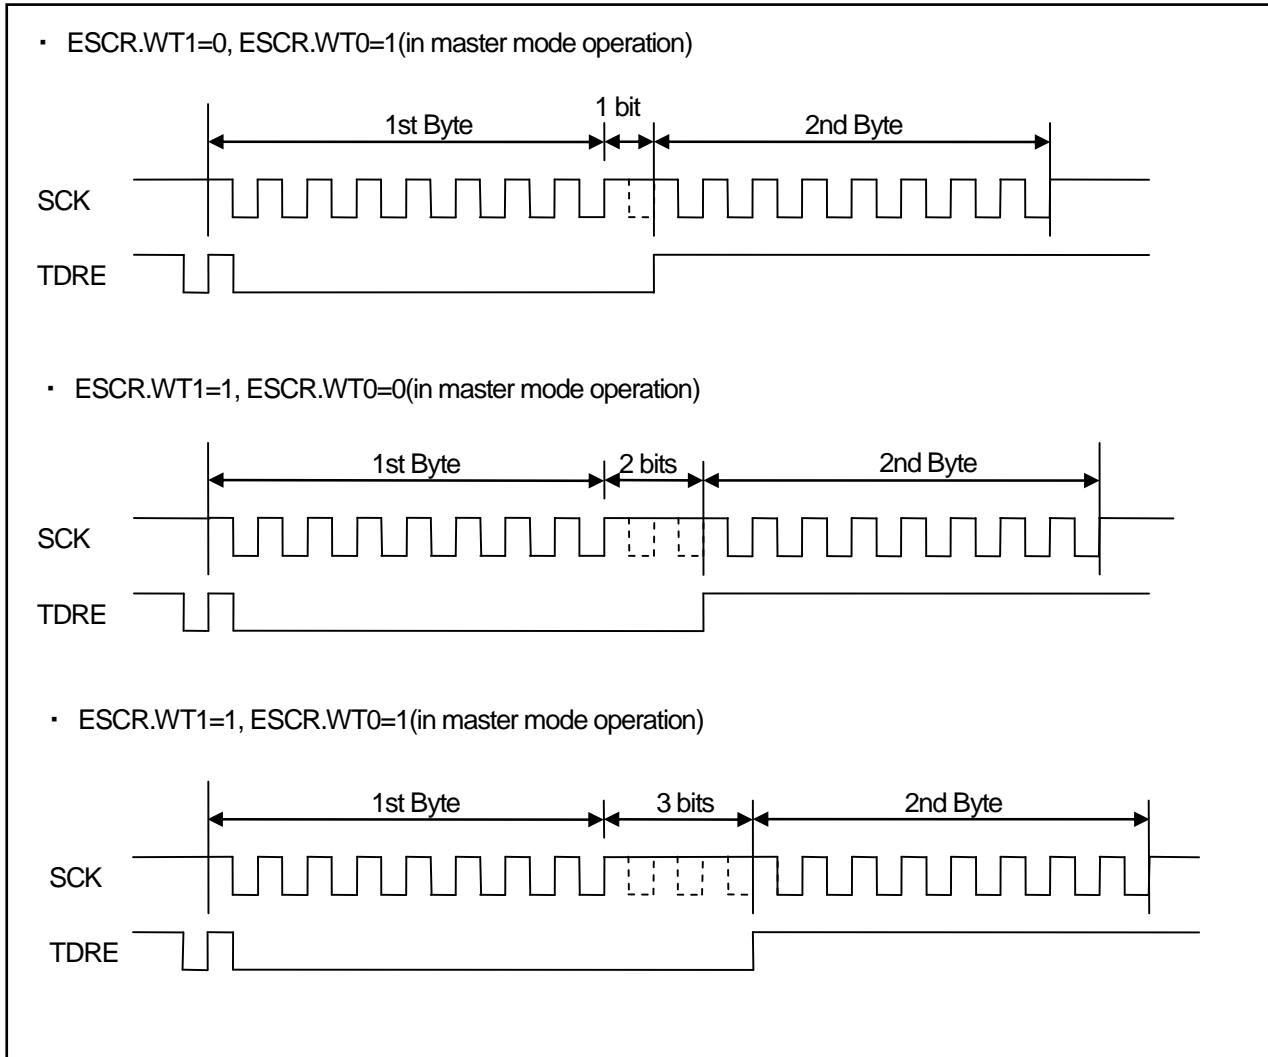 ・ ESCR.WT1=0, ESCR.WT0=1(in master mode operation)
1st Byte 1 bit 2nd Byte
SCK
TDRE
・ ESCR.WT1=1, ESCR.WT0=0(in master mode operation)
1st Byte 2 bits 2nd Byte
SCK
TDRE
・ ESCR.WT1=1, ESCR.WT0=1(in master mode operation)
1st Byte 3 bits 2nd Byte
SCK
TDRE